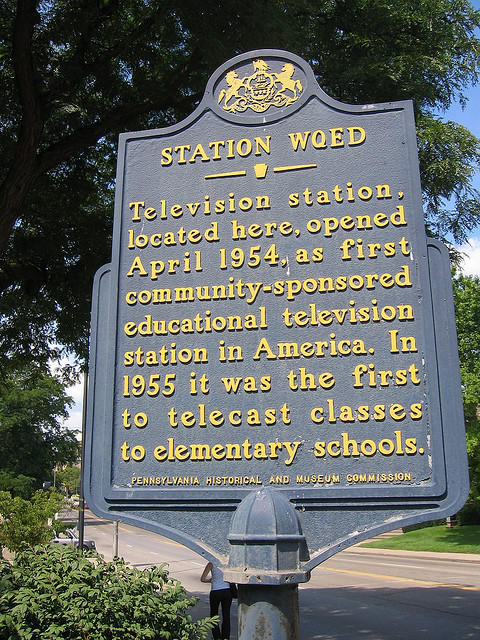 STATION WQED
Television station,
located here, opened
April 1954, as first
community-sponsored
educational television
station in America. In
1955 it was the first
to telecast classes
to elementary schools.
PENNSYLVANIA HISTORICAL AND MUSEUM COMMISSION